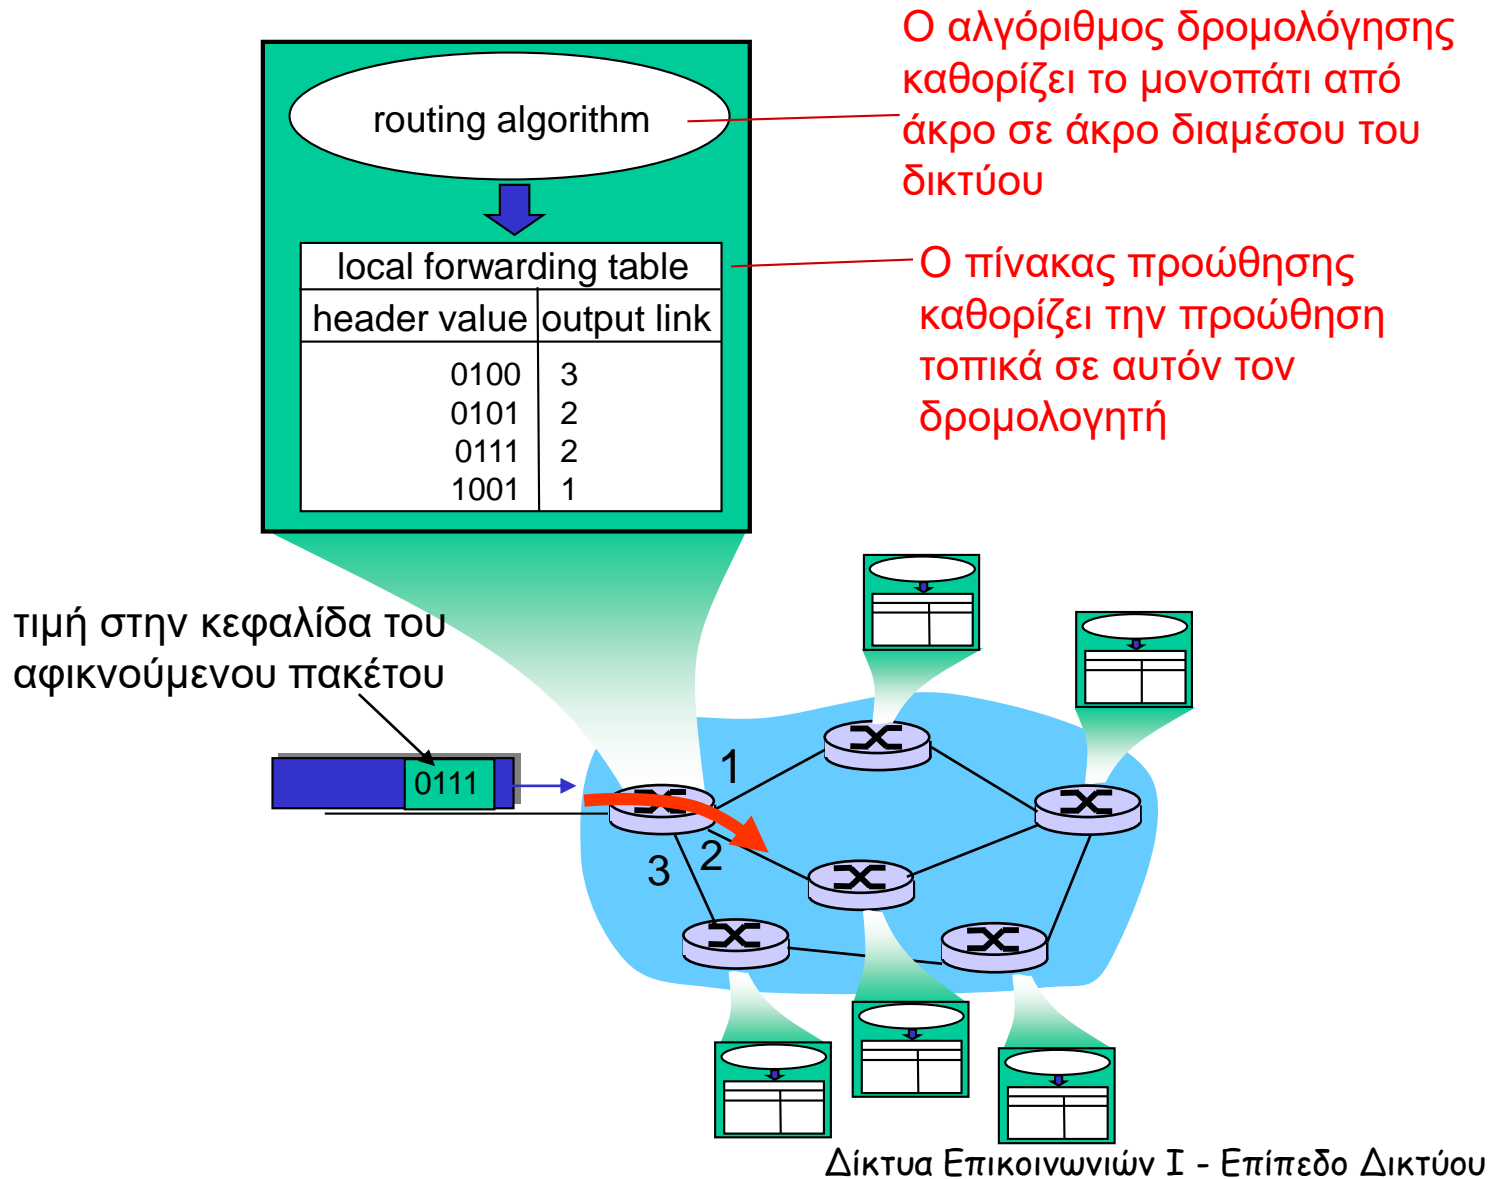 Ο αλγόριθμος δρομολόγησης
καθορίζει το μονοπάτι από
άκρο σε άκρο διαμέσου του
δικτύου
routing algorithm
local forwarding table
header value output link
0100 3
0101 2
0111 2
1001 1
Ο πίνακας προώθησης
καθορίζει την προώθηση
τοπικά σε αυτόν τον
δρομολογητή
τιμή στην κεφαλίδα του
αφικνούμενου πακέτου
0111
1
2
3
Δίκτυα Επικοινωνιών Ι - Επίπεδο Δικτύου